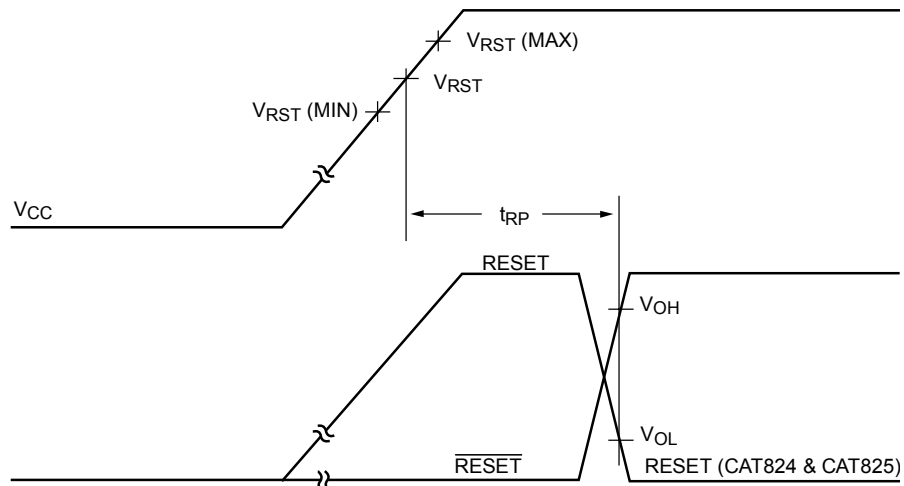 VRST (MAX)
VRST
VRST (MIN)
VCC
tRP
RESET
VOH
VOL
RESET
RESET (CAT824 & CAT825)